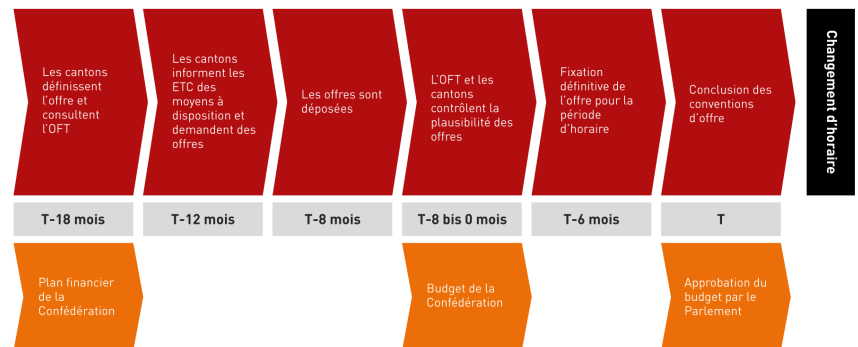 Les cantons
définissent
l'offre et
consultent
l'OFT
Les cantons
informent les
ETC des
moyens à
disposition et
demandent des
offres
Les offres sont
déposées
L'OFT et les
cantons
contrôlent la
plausibilité des
offres
Fixation
définitive de
l'offre pour la
période
d'horaire
Conclusion des
conventions
d'offre
Changement d'horaire
T-18 mois
T-12 mois
T-8 mois
T-8 bis 0 mois
T-6 mois
T
Plan financier
de la
Confédération
Budget de la
Confédération
Approbation du
budget par le
Parlement